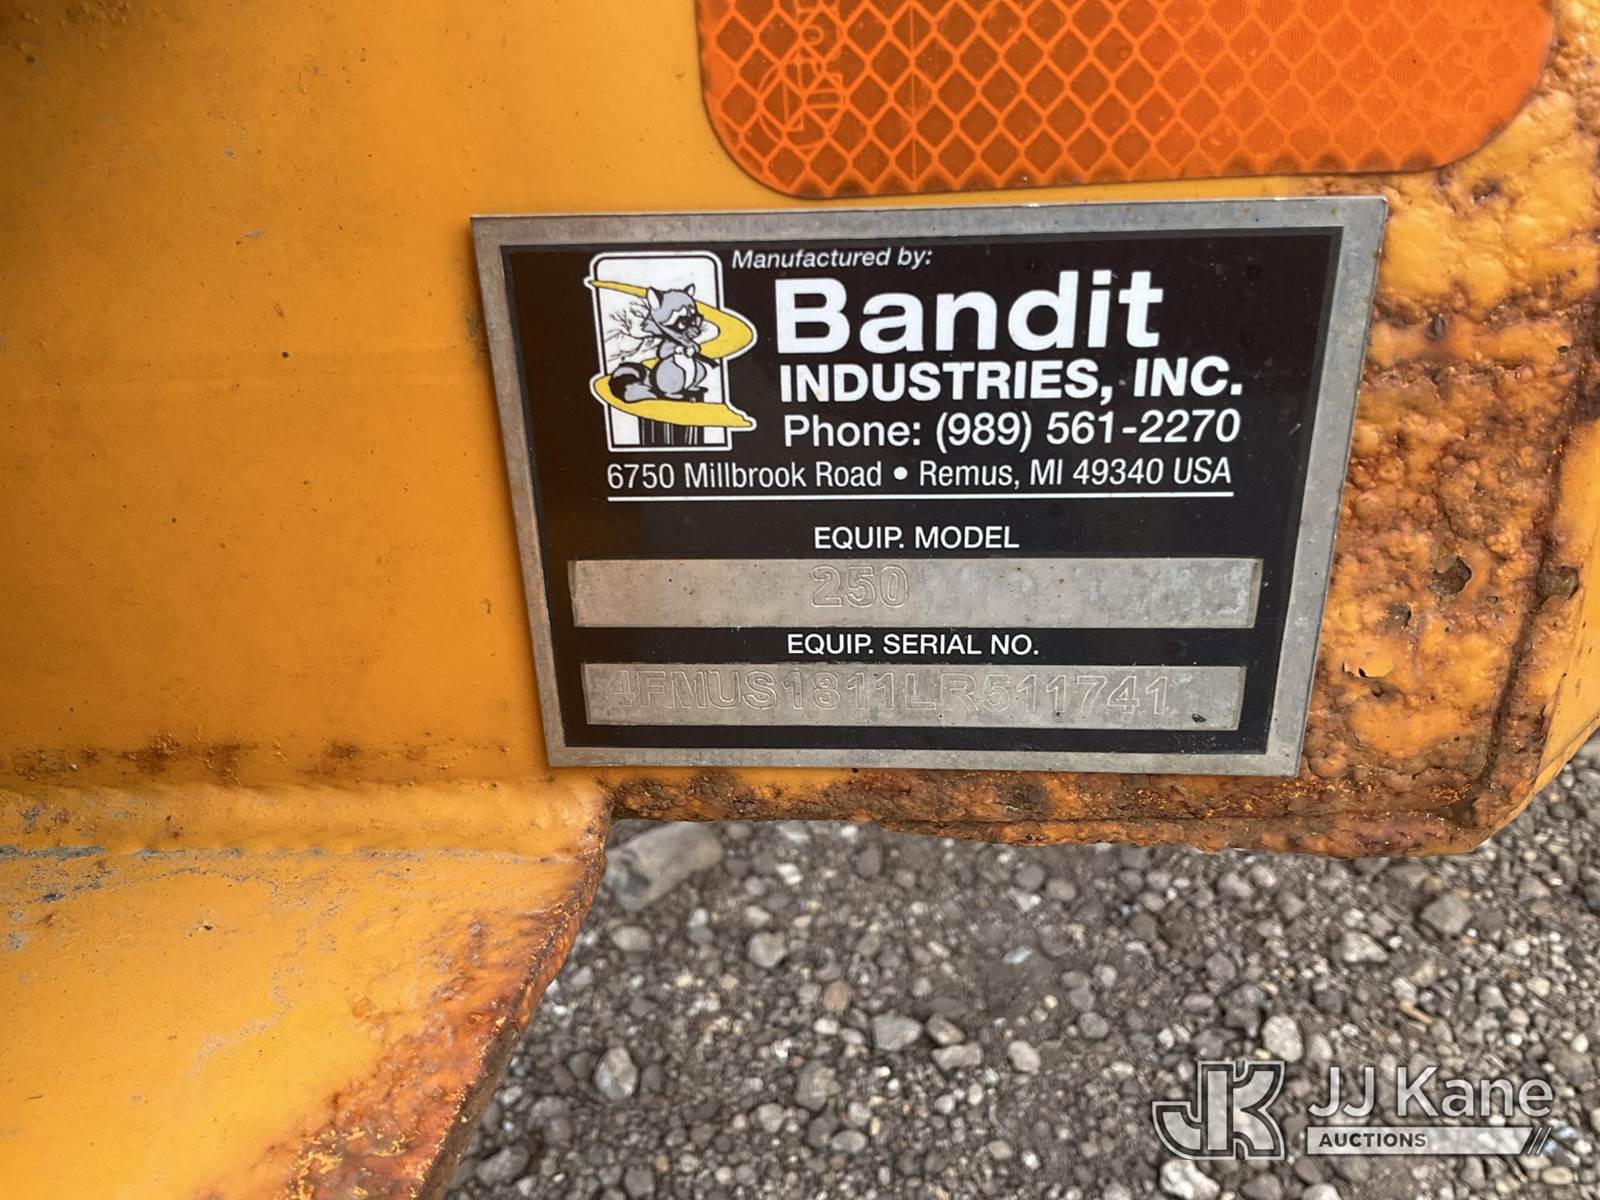 Manufactured by:
Bandit
INDUSTRIES, INC.
Phone: (989) 561-2270
6750 Millbrook Road • Remus, MI 49340 USA
EQUIP. MODEL
250
EQUIP. SERIAL NO.
4FMUS1811LR511741
JK JJ Kane
AUCTIONS